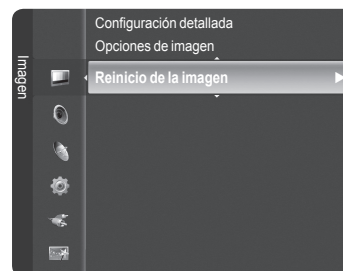 Imagen
Configuración detallada
Opciones de imagen
Reinicio de la imagen